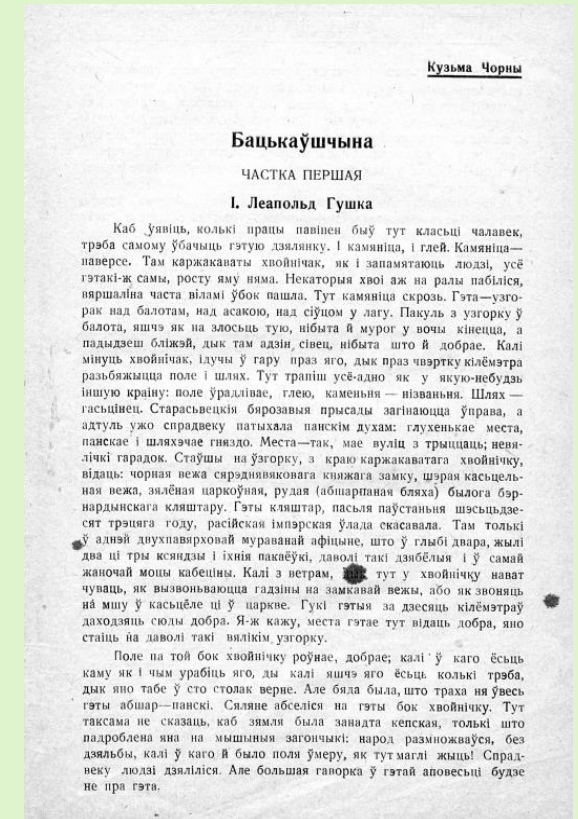 Кузьма Чорны
Бацькаўшчына
ЧАСТКА ПЕРШАЯ
І. Леапольд Гушка
Каб ўявіць, колькі працы павінен быў тут класьці чалавек,
трэба самому ўбачыць гэтую дзялянку. І камяніца, і глей. Камяніца—
паверсе. Там каржакаваты хвойнічак, як і запамятаюць людзі, усё
гэтакі-ж самы, росту яму няма. Некаторыя хвоі аж на ралы пабіліся,
вяршаліна часта віламі ўбок пашла. Тут камяніца скрозь. Гэта—узго-
рак над балотам, над асакою, над сіўцом у лагу. Пакуль з узгорку ў
балота, яшчэ як на злосьць тую, нібыта й мурог у вочы кінецца, а
падыдзеш бліжэй, дык там адзін сівец, нібыта што й добрае. Калі
мінуць хвойнічак, ідучы ў гару праз яго, дык праз чвэртку кілёмэтра
разьбяжыцца поле і шлях. Тут трапіш усё-адно як у якую-небудзь
іншую краіну: поле ўрадлівае, глею, каменьня — нізваньня. Шлях —
гасьцінец. Старасьвецкія бярозавыя прысады загінаюцца ўправа, а
адтуль ужо спрадвеку патыхала панскім духам: глухенькае места,
панскае і шляхэчае гняздо. Места—так, мае вуліц з трыццаць; невя-
лічкі гарадок. Стаўшы на ўзгорку, з краю каржакаватага хвойнічку,
відаць: чорная вежа сярэднявяковага княжага замку, шэрая касьцель-
ная вежа, зялёная царкоўная, рудая (абшарпаная бляха) былога бэр-
нардынскага кляштару. Гэты кляштар, пасьля паўстаньня шэсьцьдзе-
сят трэцяга году, расійская імпэрская ўлада скасавала. Там толькі
ў аднэй двухпавярховай мураванай афіцыне, што ў глыбі двара, жылі
два ці тры ксяндзы і іхнія пакаёўкі, даволі такі дзябёлыя і ў самай
жаночай моцы кабеціны. Калі з ветрам, дык тут у хвойнічку нават
чуваць, як вызвоньваюцца гадзіны на замкавай вежы, або як звоняць
на́ мшу ў касьцёле ці ў царкве. Гукі гэтыя за дзесяць кілёмэтраў
даходзяць сюды добра. Я-ж кажу, места гэтае тут відаць добра, яно
стаіць на даволі такі вялікім узгорку.
Поле па той бок хвойнічку роўнае, добрае; калі ў каго ёсьць
каму як і чым урабіць яго, ды калі яшчэ яго ёсьць колькі трэба,
дык яно табе ў сто столак верне. Але бяда была, што траха ня ўвесь
гэты абшар—панскі. Сяляне абселіся на гэты бок хвойнічку. Тут
таксама не сказаць, каб зямля была занадта кепская, толькі што
падроблена яна на мышыныя загончыкі: народ размножваўся, без
дзяльбы, калі ў каго й было поля ўмеру, як тут маглі жыць! Спрад-
веку людзі дзяліліся. Але большая гаворка ў гэтай аповесьці будзе
не пра гэта.